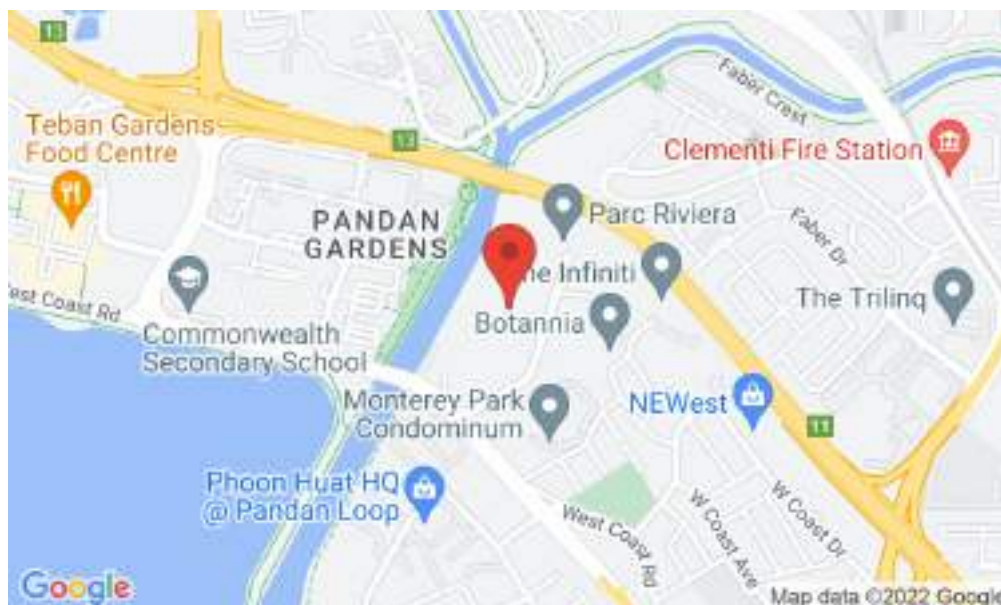 13
Teban Gardens
Food Centre
13
Faber Crest
Clementi Fire Station
PANDAN
GARDENS
Parc Riviera
Faber Dr
he Infiniti
The Trilinq
est Coast Rd
Botannia
Commonwealth
Secondary School
Monterey Park
Condominum
NEWest
11
Phoon Huat HQ
@ Pandan Loop
West Coast Rd
W Coast Ave
W Coast Dr
Google
Map data ©2022 Google